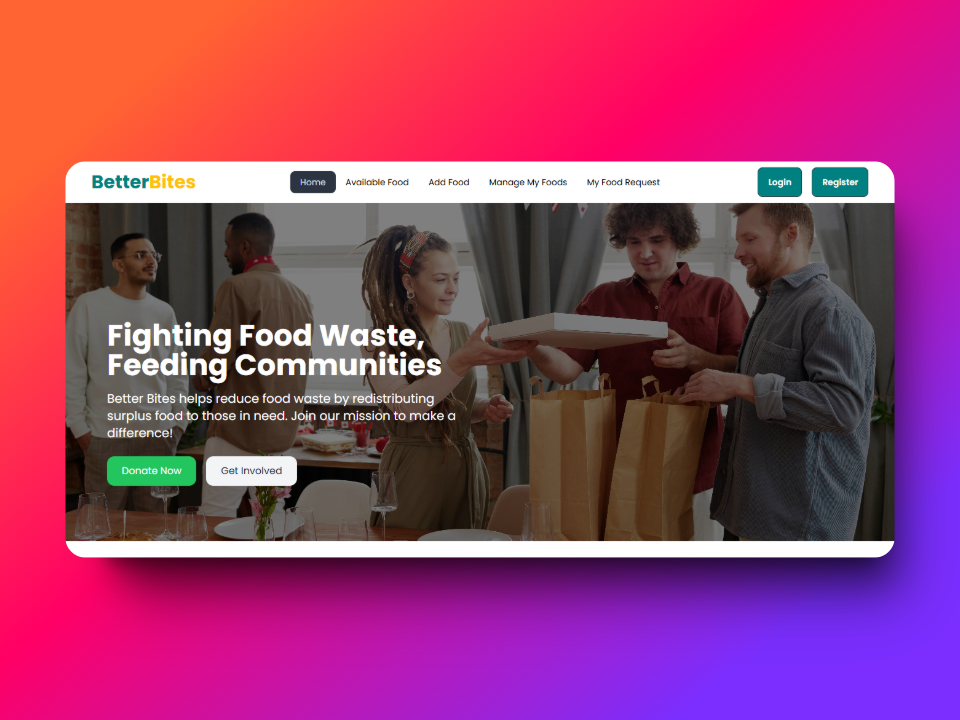 BetterBites
Home Available Food Add Food Manage My Foods My Food Request
Login Register
Fighting Food Waste,
Feeding Communities
Better Bites helps reduce food waste by redistributing
surplus food to those in need. Join our mission to make a
difference!
Donate Now Get Involved